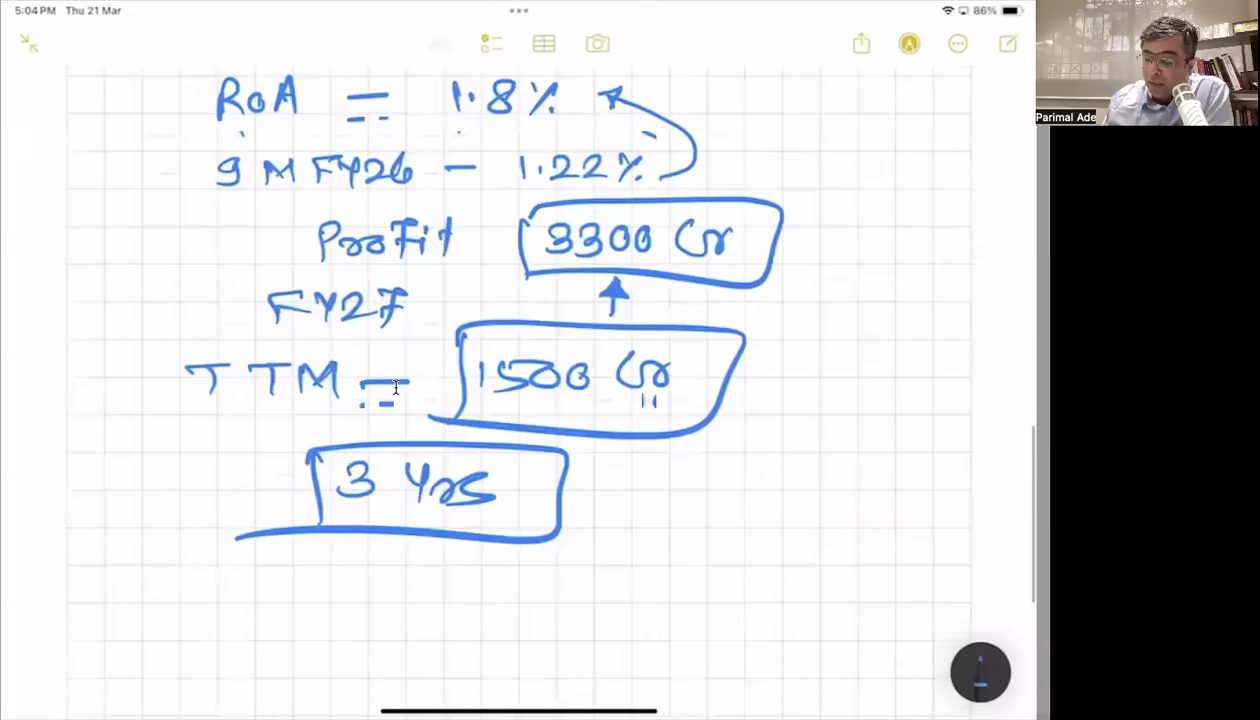 5:04 PM Thu 21 Mar
86%
Parimal Ade
RoA = 1.8%
9 M FY26 - 1.22%
Profit 3300 Cr
FY27
TTM = 1500 Cr
3 Yrs